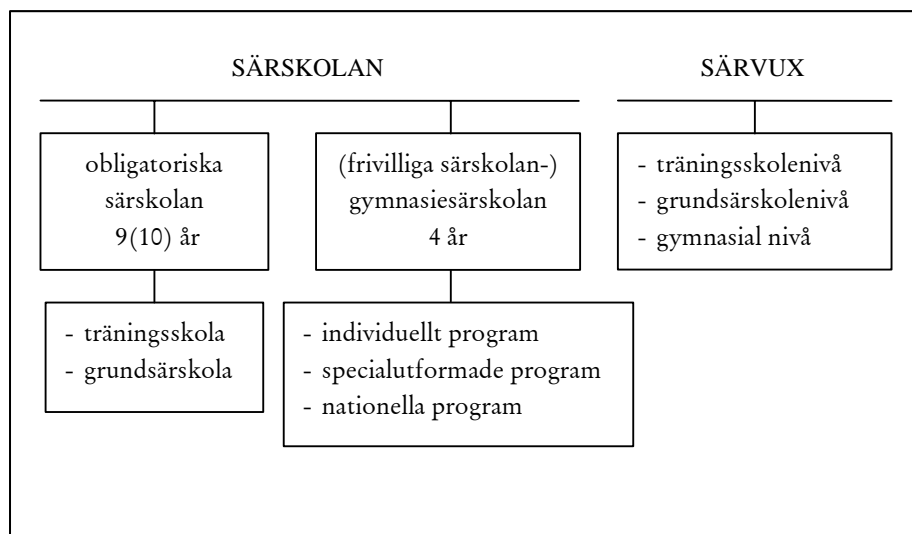 SÄRSKOLAN
obligatoriska
särskolan
9(10) år
- träningsskola
- grundsärskola
(frivilliga särskolan-)
gymnasiesärskolan
4 år
- individuellt program
- specialutformade program
- nationella program
SÄRVUX
- träningsskolenivå
- grundsärskolenivå
- gymnasial nivå